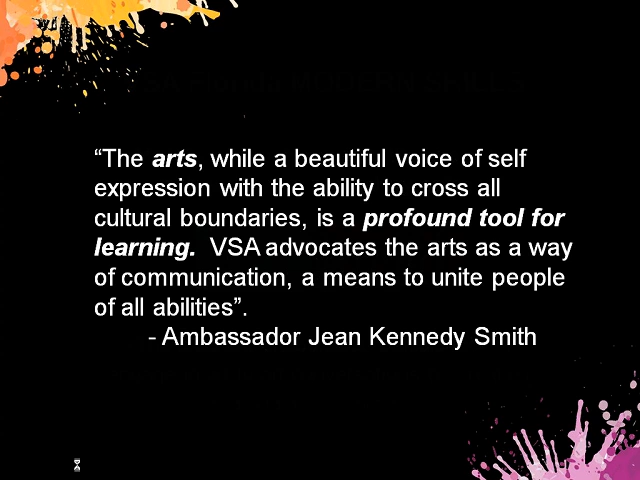 “The arts, while a beautiful voice of self
expression with the ability to cross all
cultural boundaries, is a profound tool for
learning.  VSA advocates the arts as a way
of communication, a means to unite people
of all abilities”.
- Ambassador Jean Kennedy Smith